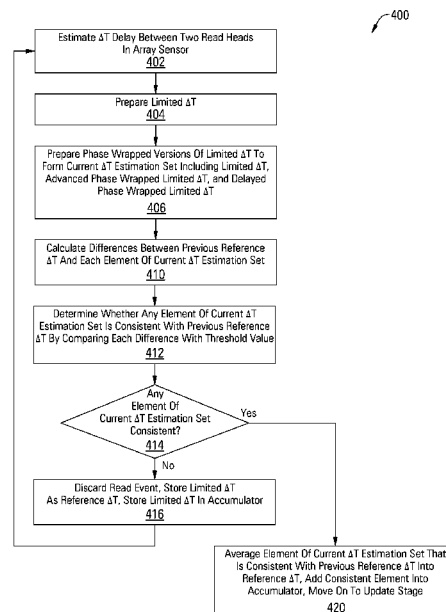 400
Estimate ΔT Delay Between Two Read Heads
In Array Sensor
402
Prepare Limited ΔT
404
Prepare Phase Wrapped Versions Of Limited ΔT To
Form Current ΔT Estimation Set Including Limited ΔT,
Advanced Phase Wrapped Limited ΔT, and Delayed
Phase Wrapped Limited ΔT
406
Calculate Differences Between Previous Reference
ΔT And Each Element Of Current ΔT Estimation Set
410
Determine Whether Any Element Of Current ΔT
Estimation Set Is Consistent With Previous Reference
ΔT By Comparing Each Difference With Threshold Value
412
Any
Element Of
Current ΔT Estimation Set
Consistent?
414
Yes
No
Discard Read Event, Store Limited ΔT
As Reference ΔT, Store Limited ΔT In Accumulator
416
Average Element Of Current ΔT Estimation Set That
Is Consistent With Previous Reference ΔT Into
Reference ΔT, Add Consistent Element Into
Accumulator, Move On To Update Stage
420